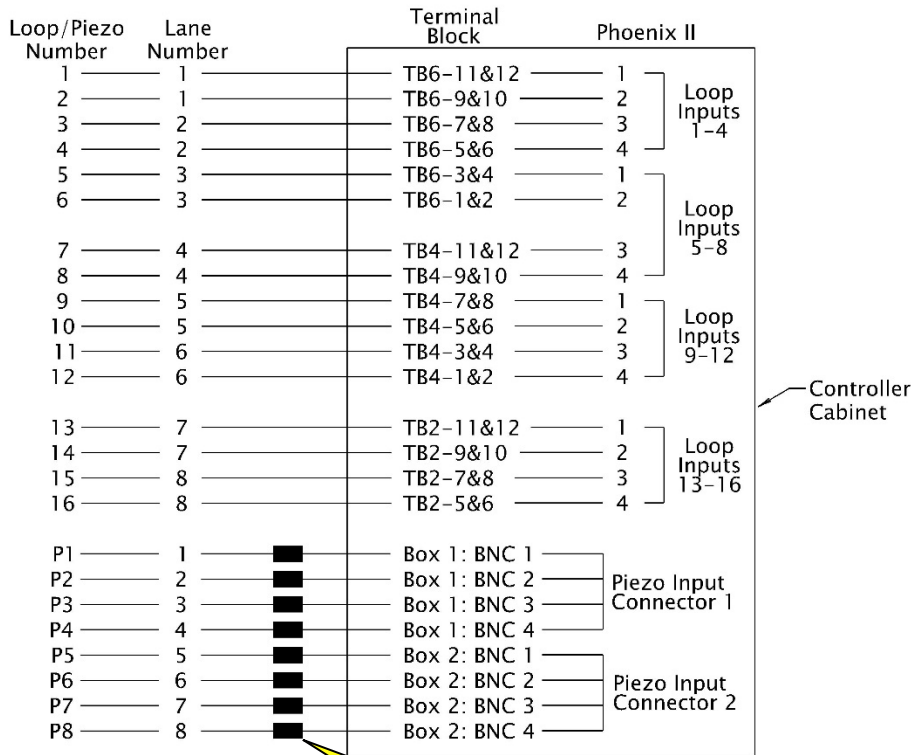 Loop/Piezo Number Lane Number Terminal Block Phoenix II
1 1 TB6-11&12 1
2 1 TB6-9&10 2
3 2 TB6-7&8 3
4 2 TB6-5&6 4
Loop Inputs 1-4
5 3 TB6-3&4 1
6 3 TB6-1&2 2
7 4 TB4-11&12 3
8 4 TB4-9&10 4
Loop Inputs 5-8
9 5 TB4-7&8 1
10 5 TB4-5&6 2
11 6 TB4-3&4 3
12 6 TB4-1&2 4
Loop Inputs 9-12
Controller Cabinet
13 7 TB2-11&12 1
14 7 TB2-9&10 2
15 8 TB2-7&8 3
16 8 TB2-5&6 4
Loop Inputs 13-16
P1 1 Box 1: BNC 1
P2 2 Box 1: BNC 2
P3 3 Box 1: BNC 3
P4 4 Box 1: BNC 4
Piezo Input Connector 1
P5 5 Box 2: BNC 1
P6 6 Box 2: BNC 2
P7 7 Box 2: BNC 3
P8 8 Box 2: BNC 4
Piezo Input Connector 2